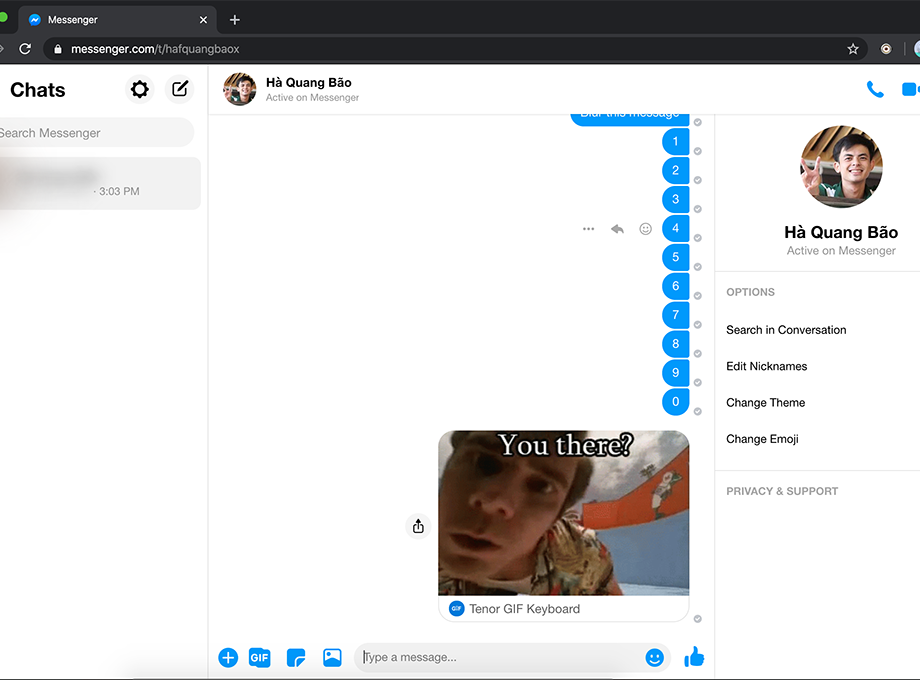 Messenger
messenger.com/t/hafquangbaox
Chats
Search Messenger
· 3:03 PM
Hà Quang Bão
Active on Messenger
Blur this message
1
2
3
4
5
6
7
8
9
0
You there?
GIF
Tenor GIF Keyboard
GIF
Type a message...
Hà Quang Bão
Active on Messenger
OPTIONS
Search in Conversation
Edit Nicknames
Change Theme
Change Emoji
PRIVACY & SUPPORT